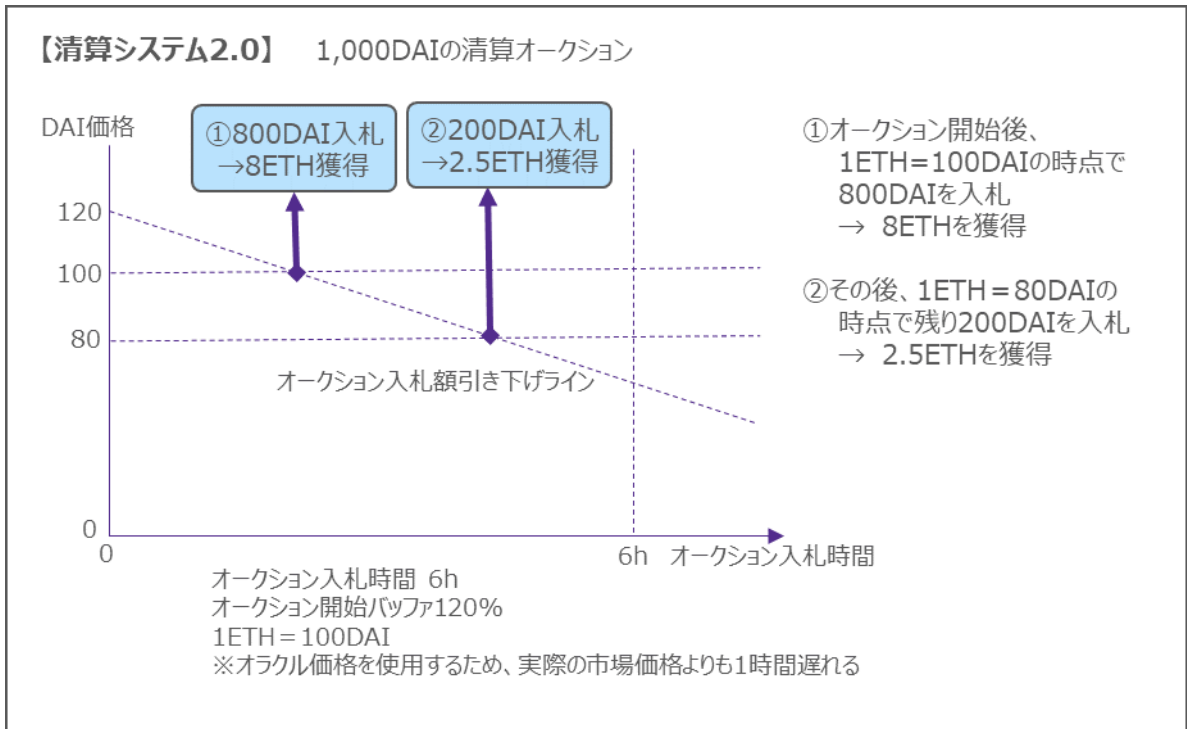 【清算システム2.0】 1,000DAIの清算オークション
DAI価格
①800DAI入札
→8ETH獲得
②200DAI入札
→2.5ETH獲得
120
100
80
0
0
6h
オークション入札時間
オークション入札額引き下げライン
①オークション開始後、
1ETH=100DAIの時点で
800DAIを入札
→ 8ETHを獲得
②その後、1ETH=80DAIの
時点で残り200DAIを入札
→ 2.5ETHを獲得
オークション入札時間 6h
オークション開始バッファ120%
1ETH=100DAI
※オラクル価格を使用するため、実際の市場価格よりも1時間遅れる